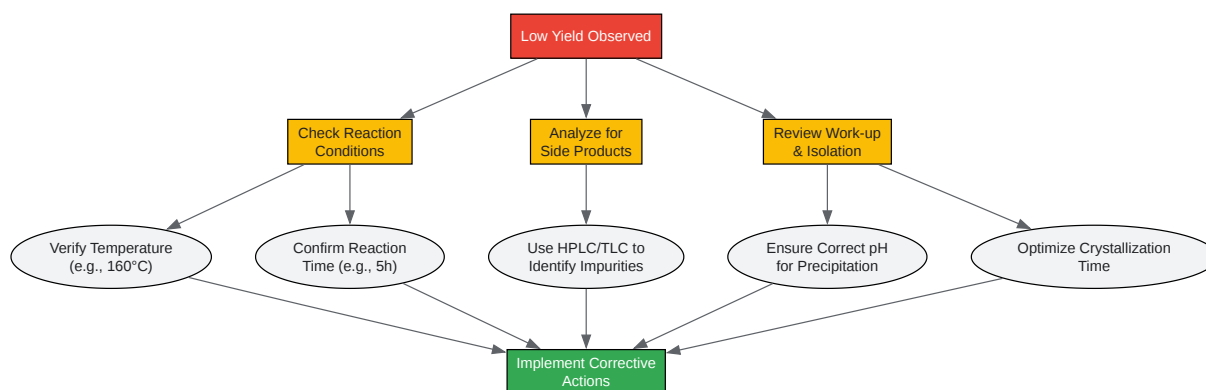 Low Yield Observed
Check Reaction
Conditions
Analyze for
Side Products
Review Work-up
& Isolation
Verify Temperature
(e.g., 160°C)
Confirm Reaction
Time (e.g., 5h)
Use HPLC/TLC to
Identify Impurities
Ensure Correct pH
for Precipitation
Optimize Crystallization
Time
Implement Corrective
Actions